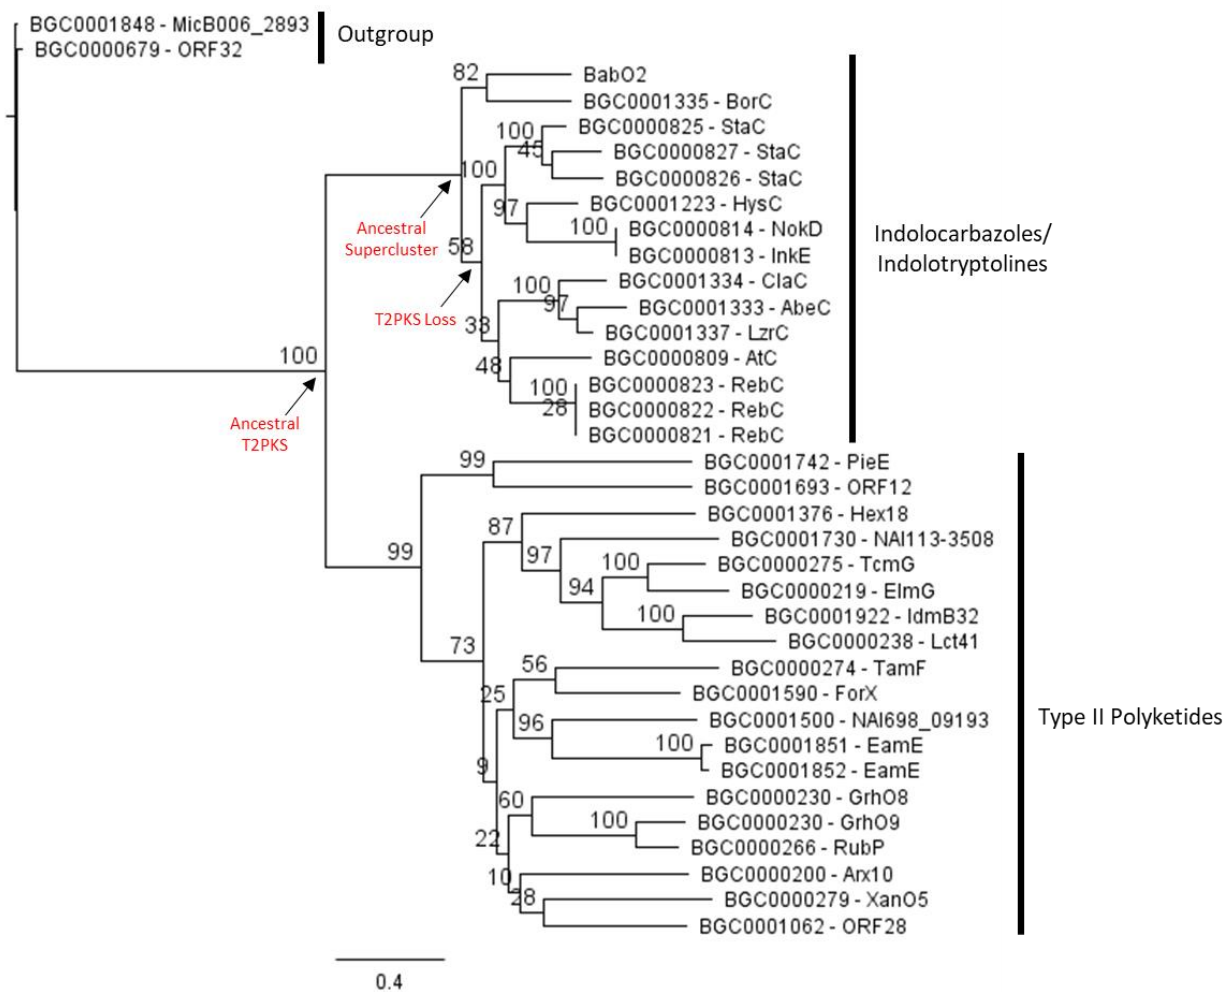 BGC0001848 - MicB006_2893
BGC0000679 - ORF32
Outgroup
82
BabO2
BGC0001335 - BorC
100
BGC0000825 - StaC
45
BGC0000827 - StaC
100
BGC0000826 - StaC
97
BGC0001223 - HysC
100
BGC0000814 - NokD
BGC0000813 - InkE
Ancestral
Supercluster
58
Indolocarbazoles/
Indolotryptolines
100
BGC0001334 - ClaC
97
BGC0001333 - AbeC
T2PKS Loss
33
BGC0001337 - LzrC
48
BGC0000809 - AtC
100
BGC0000823 - RebC
28
BGC0000822 - RebC
BGC0000821 - RebC
100
Ancestral
T2PKS
99
BGC0001742 - PieE
BGC0001693 - ORF12
99
87
BGC0001376 - Hex18
97
BGC0001730 - NAI113-3508
94
100
BGC0000275 - TcmG
BGC0000219 - ElmG
100
BGC0001922 - IdmB32
BGC0000238 - Lct41
73
56
BGC0000274 - TamF
25
BGC0001590 - ForX
96
BGC0001500 - NAI698_09193
100
BGC0001851 - EamE
BGC0001852 - EamE
Type II Polyketides
9
60
BGC0000230 - GrhO8
100
BGC0000230 - GrhO9
22
BGC0000266 - RubP
10
BGC0000200 - Arx10
28
BGC0000279 - XanO5
BGC0001062 - ORF28
0.4